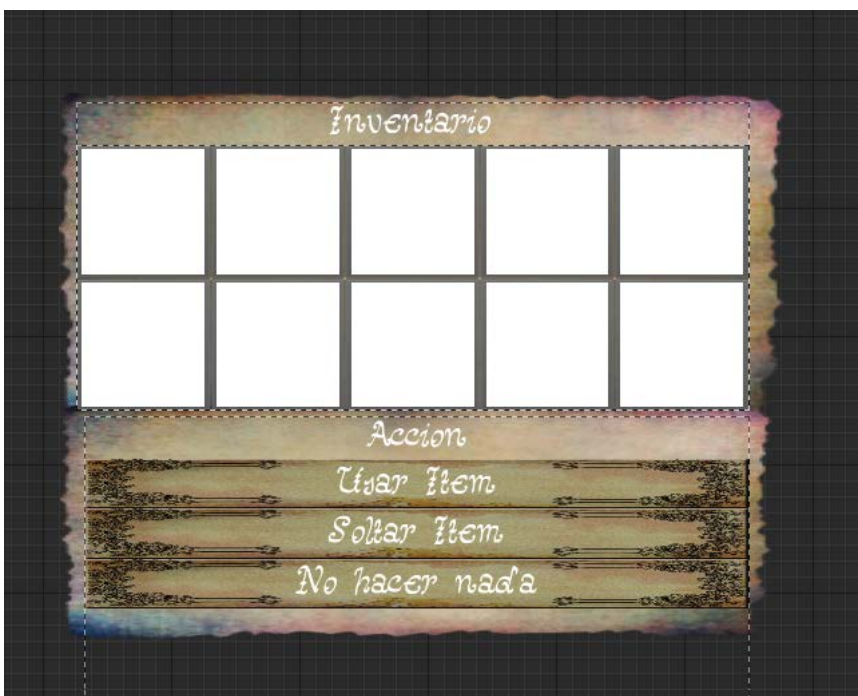 Inventario
Accion
Usar Item
Soltar Item
No hacer nada